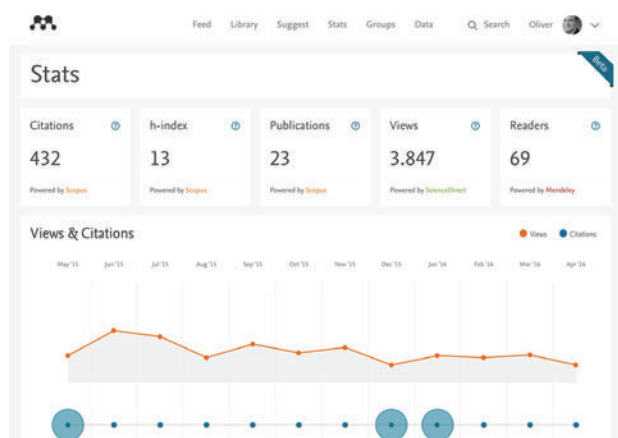 Feed Library Suggest Stats Groups Data Search Oliver
Stats
Beta
Citations h-index Publications Views Readers
432 13 23 3.847 69
Powered by Scopus Powered by Scopus Powered by Scopus Powered by ScienceDirect Powered by Mendeley
Views & Citations
Views Citations
May '15 Jun '15 Jul '15 Aug '15 Sep '15 Oct '15 Nov '15 Dec '15 Jan '16 Feb '16 Mar '16 Apr '16